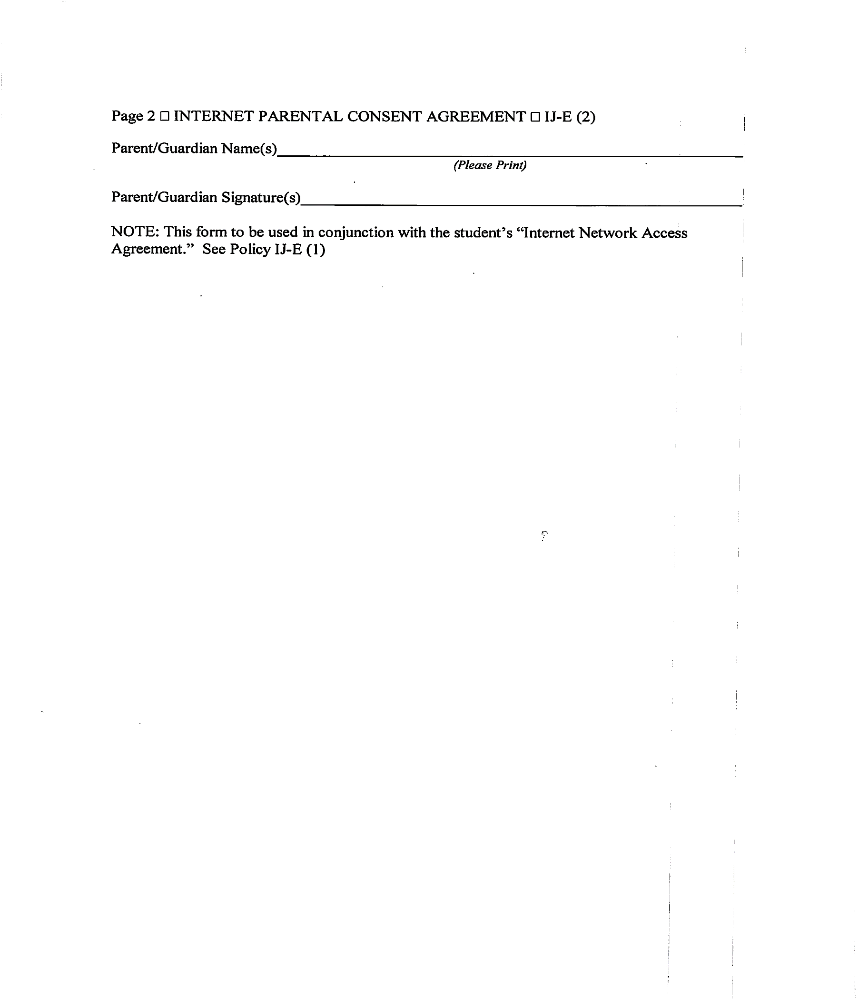 Page 2 □ INTERNET PARENTAL CONSENT AGREEMENT □ IJ-E (2)
Parent/Guardian Name(s)
(Please Print)
Parent/Guardian Signature(s)
NOTE: This form to be used in conjunction with the student’s “Internet Network Access
Agreement.” See Policy IJ-E (1)